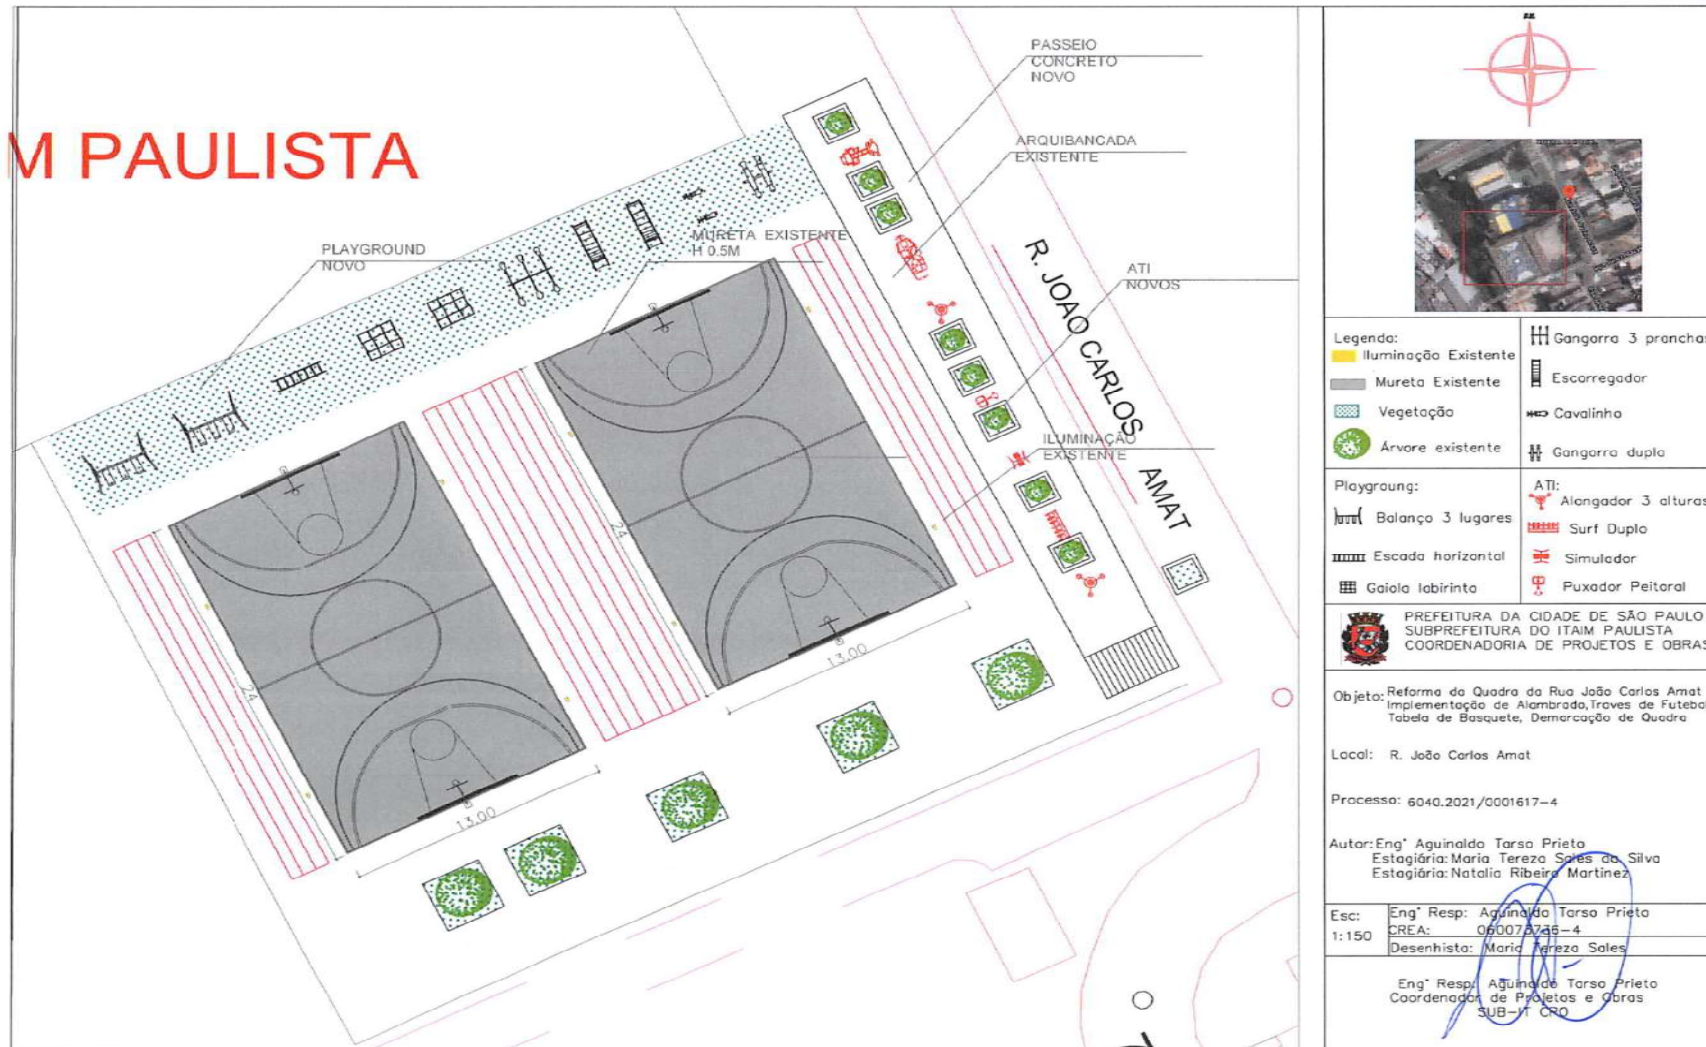 M PAULISTA
PASSEIO
CONCRETO
NOVO
ARQUIBANCADA
EXISTENTE
PLAYGROUND
NOVO
MURETA EXISTENTE
H 0.5M
ATI
NOVOS
R. JOAO CARLOS AMAT
ILUMINAÇÃO
EXISTENTE
24
24
13.00
13.00
Legenda:
Iluminação Existente
Mureta Existente
Vegetação
Árvore existente
Gangorra 3 pranchas
Escorregador
Cavalinho
Gangorra dupla
Playgroung:
Balanço 3 lugares
Escada horizontal
Gaiola labirinto
ATI:
Alongador 3 alturas
Surf Duplo
Simulador
Puxador Peitoral
PREFEITURA DA CIDADE DE SÃO PAULO
SUBPREFEITURA DO ITAIM PAULISTA
COORDENADORIA DE PROJETOS E OBRAS
Objeto: Reforma da Quadra da Rua João Carlos Amat
Implementação de Alambrado,Traves de Futebol
Tabela de Basquete, Demarcação de Quadra
Local: R. João Carlos Amat
Processo: 6040.2021/0001617-4
Autor: Eng° Aguinaldo Tarso Prieto
Estagiária: Maria Tereza Sales da Silva
Estagiária: Natalia Ribeiro Martinez
Esc:
1:150
Eng° Resp: Aguinaldo Tarso Prieto
CREA:
Desenhista: Maria Tereza Sales
Eng° Resp: Aguinaldo Tarso Prieto
Coordenador de Projetos e Obras
SUB-IT CPO